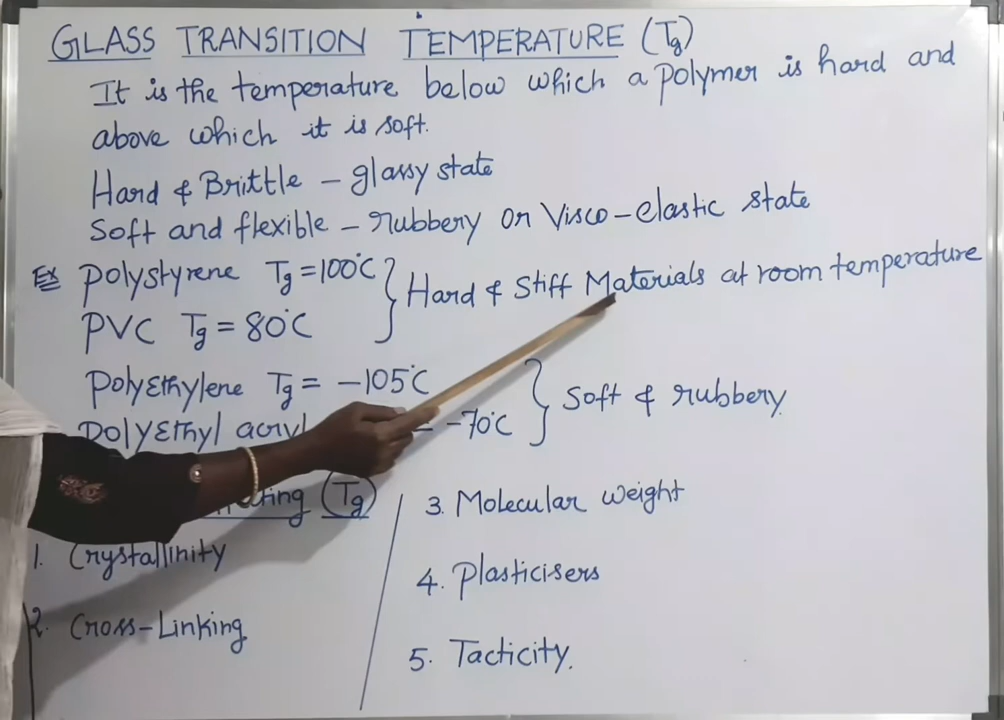 GLASS TRANSITION TEMPERATURE (Tg)
It is the temperature below which a polymer is hard and
above which it is soft.
Hard & Brittle – glassy state
Soft and flexible – rubbery or Visco-elastic state
Ex Polystyrene Tg = 100°C } Hard & Stiff Materials at room temperature
PVC Tg = 80°C
PolyEthylene Tg = -105°C } Soft & rubbery
PolyEthyl acryl -70°C
(Tg)
1. Crystallinity
2. Cross-Linking
3. Molecular weight
4. Plasticisers
5. Tacticity.